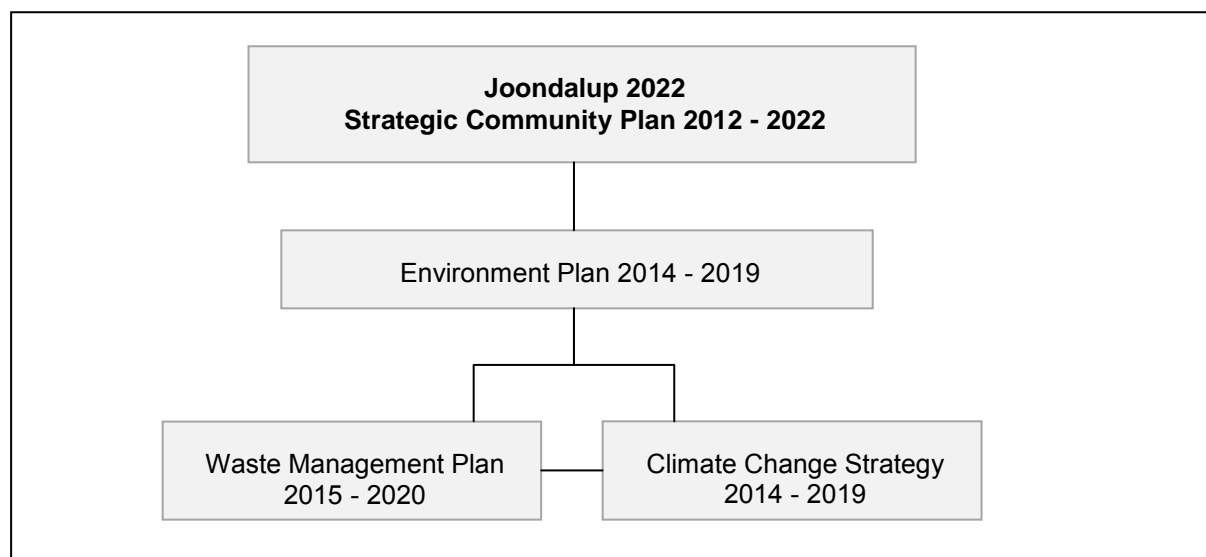 Joondalup 2022
Strategic Community Plan 2012 - 2022
Environment Plan 2014 - 2019
Waste Management Plan
2015 - 2020
Climate Change Strategy
2014 - 2019